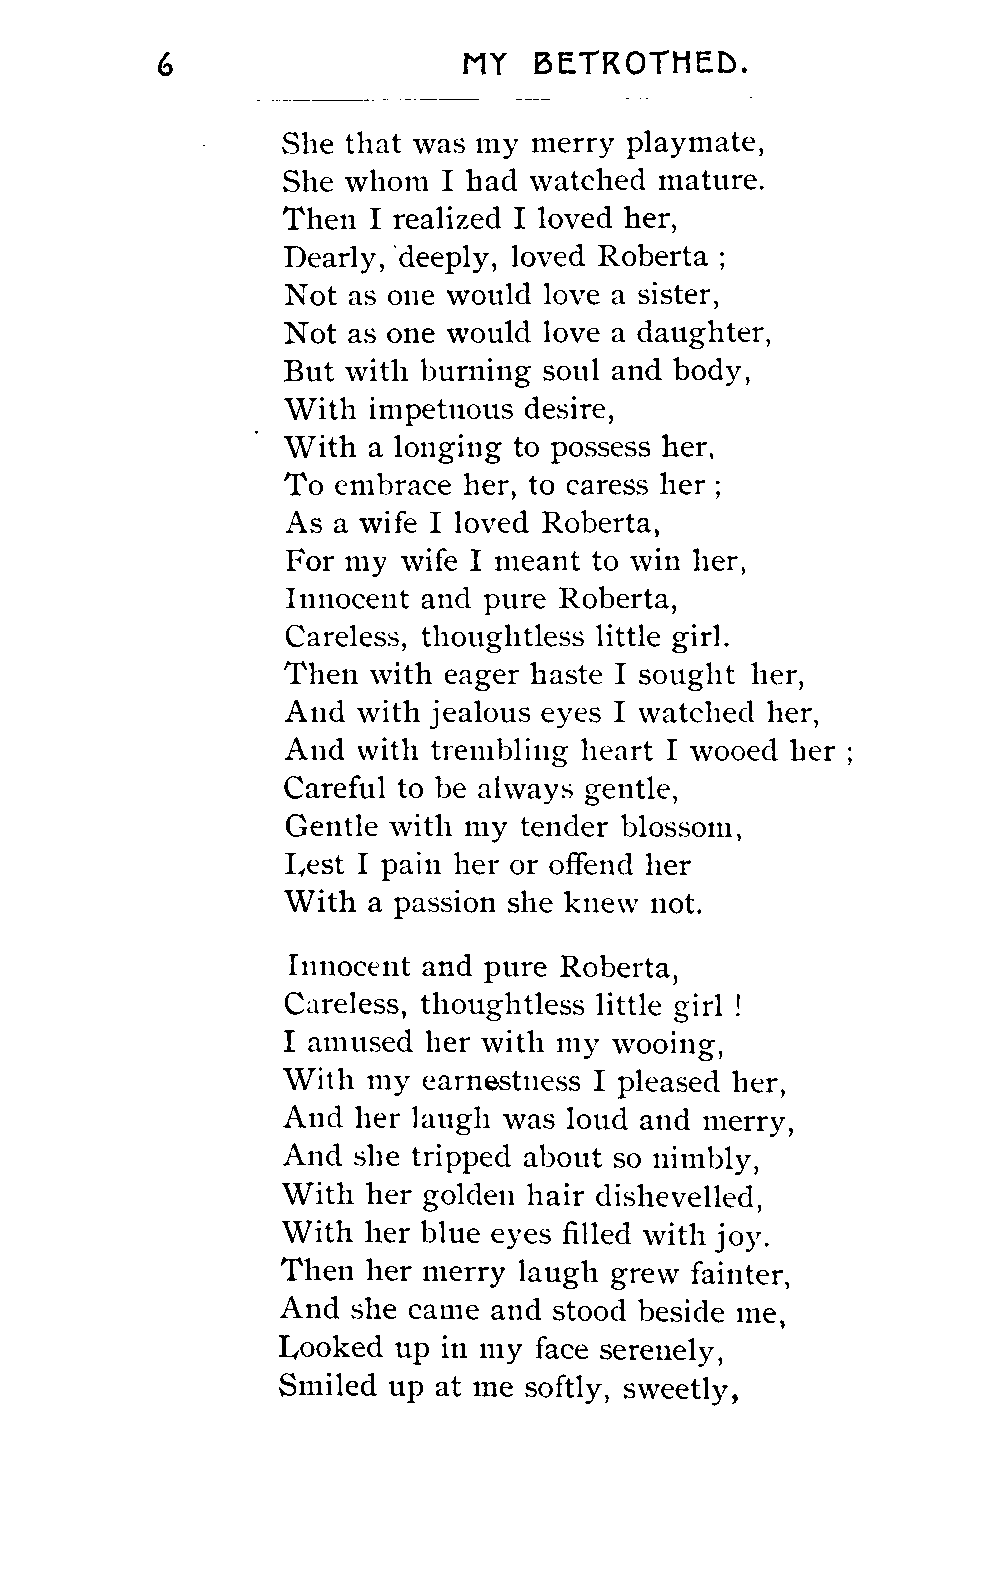 6 MY BETROTHED.
She that was my merry playmate,
She whom I had watched mature.
Then I realized I loved her,
Dearly, deeply, loved Roberta ;
Not as one would love a sister,
Not as one would love a daughter,
But with burning soul and body,
With impetuous desire,
With a longing to possess her,
To embrace her, to caress her ;
As a wife I loved Roberta,
For my wife I meant to win her,
Innocent and pure Roberta,
Careless, thoughtless little girl.
Then with eager haste I sought her,
And with jealous eyes I watched her,
And with trembling heart I wooed her ;
Careful to be always gentle,
Gentle with my tender blossom,
Lest I pain her or offend her
With a passion she knew not.
Innocent and pure Roberta,
Careless, thoughtless little girl !
I amused her with my wooing,
With my earnestness I pleased her,
And her laugh was loud and merry,
And she tripped about so nimbly,
With her golden hair dishevelled,
With her blue eyes filled with joy.
Then her merry laugh grew fainter,
And she came and stood beside me,
Looked up in my face serenely,
Smiled up at me softly, sweetly,